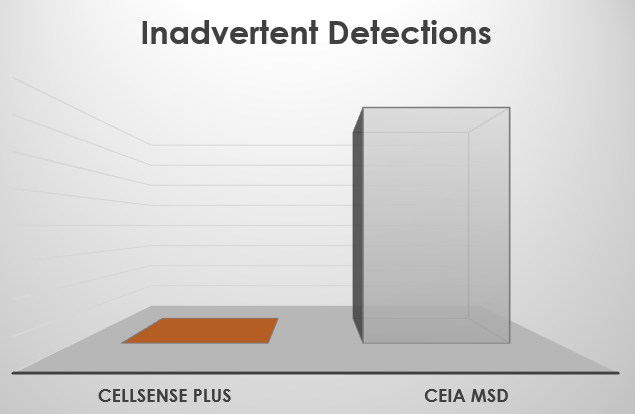 Inadvertent Detections
CELLSENSE PLUS
CEIA MSD